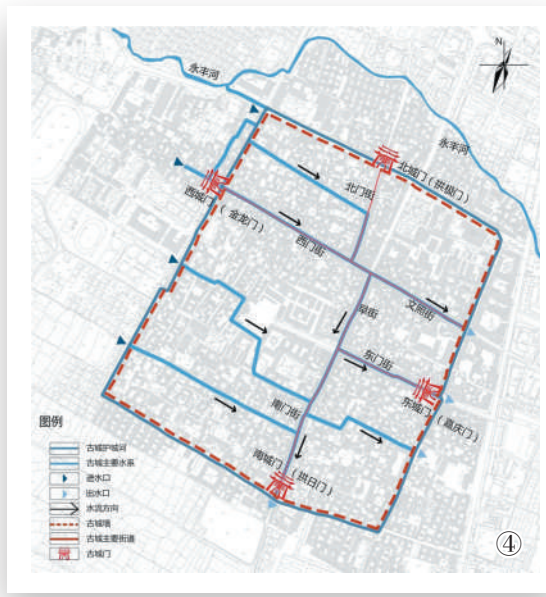 N
永丰河
永丰河
北城门（拱极门）
北门街
西城门（金龙门）
西门街
文照街
阜街
东门街
东城门（嘉庆门）
南门街
南城门（拱日门）
图例
古城护城河
古城主要水系
进水口
出水口
水流方向
古城墙
古城主要街道
古城门
④